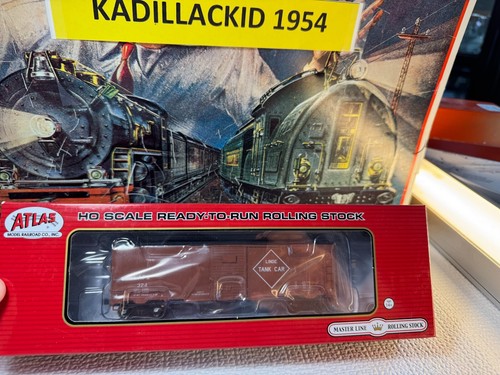 KADILLACKID 1954
ATLAS
MODEL RAILROAD CO., INC.
HO SCALE READY-TO-RUN ROLLING STOCK
LINDE
TANK CAR
MASTER LINE ROLLING STOCK